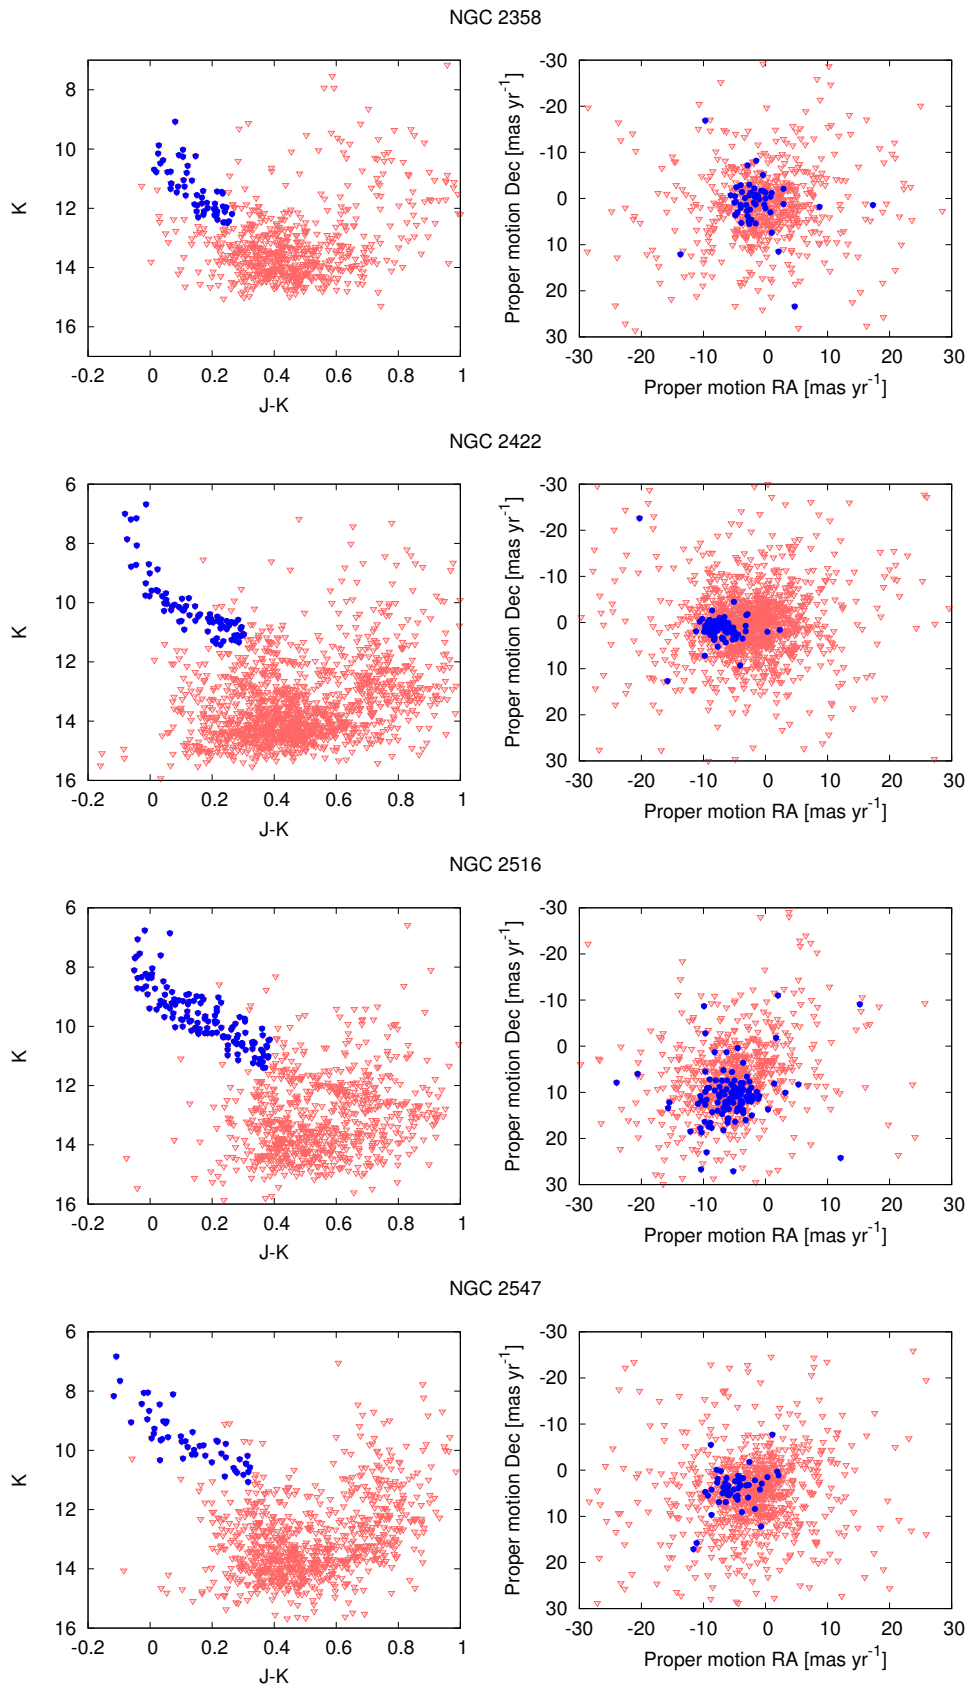 NGC 2358
8
10
12
14
16
K
-0.2 0 0.2 0.4 0.6 0.8 1
J-K
-30
-20
-10
0
10
20
30
Proper motion Dec [mas yr-1]
-30 -20 -10 0 10 20 30
Proper motion RA [mas yr-1]
NGC 2422
6
8
10
12
14
16
K
-0.2 0 0.2 0.4 0.6 0.8 1
J-K
-30
-20
-10
0
10
20
30
Proper motion Dec [mas yr-1]
-30 -20 -10 0 10 20 30
Proper motion RA [mas yr-1]
NGC 2516
6
8
10
12
14
16
K
-0.2 0 0.2 0.4 0.6 0.8 1
J-K
-30
-20
-10
0
10
20
30
Proper motion Dec [mas yr-1]
-30 -20 -10 0 10 20 30
Proper motion RA [mas yr-1]
NGC 2547
6
8
10
12
14
16
K
-0.2 0 0.2 0.4 0.6 0.8 1
J-K
-30
-20
-10
0
10
20
30
Proper motion Dec [mas yr-1]
-30 -20 -10 0 10 20 30
Proper motion RA [mas yr-1]